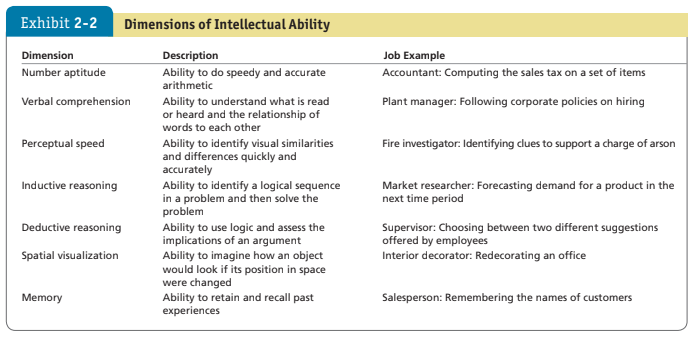 Exhibit 2-2 Dimensions of Intellectual Ability
Dimension Description Job Example
Number aptitude Ability to do speedy and accurate Accountant: Computing the sales tax on a set of items
arithmetic
Verbal comprehension Ability to understand what is read Plant manager: Following corporate policies on hiring
or heard and the relationship of
words to each other
Perceptual speed Ability to identify visual similarities Fire investigator: Identifying clues to support a charge of arson
and differences quickly and
accurately
Inductive reasoning Ability to identify a logical sequence Market researcher: Forecasting demand for a product in the
in a problem and then solve the next time period
problem
Deductive reasoning Ability to use logic and assess the Supervisor: Choosing between two different suggestions
implications of an argument offered by employees
Spatial visualization Ability to imagine how an object Interior decorator: Redecorating an office
would look if its position in space
were changed
Memory Ability to retain and recall past Salesperson: Remembering the names of customers
experiences